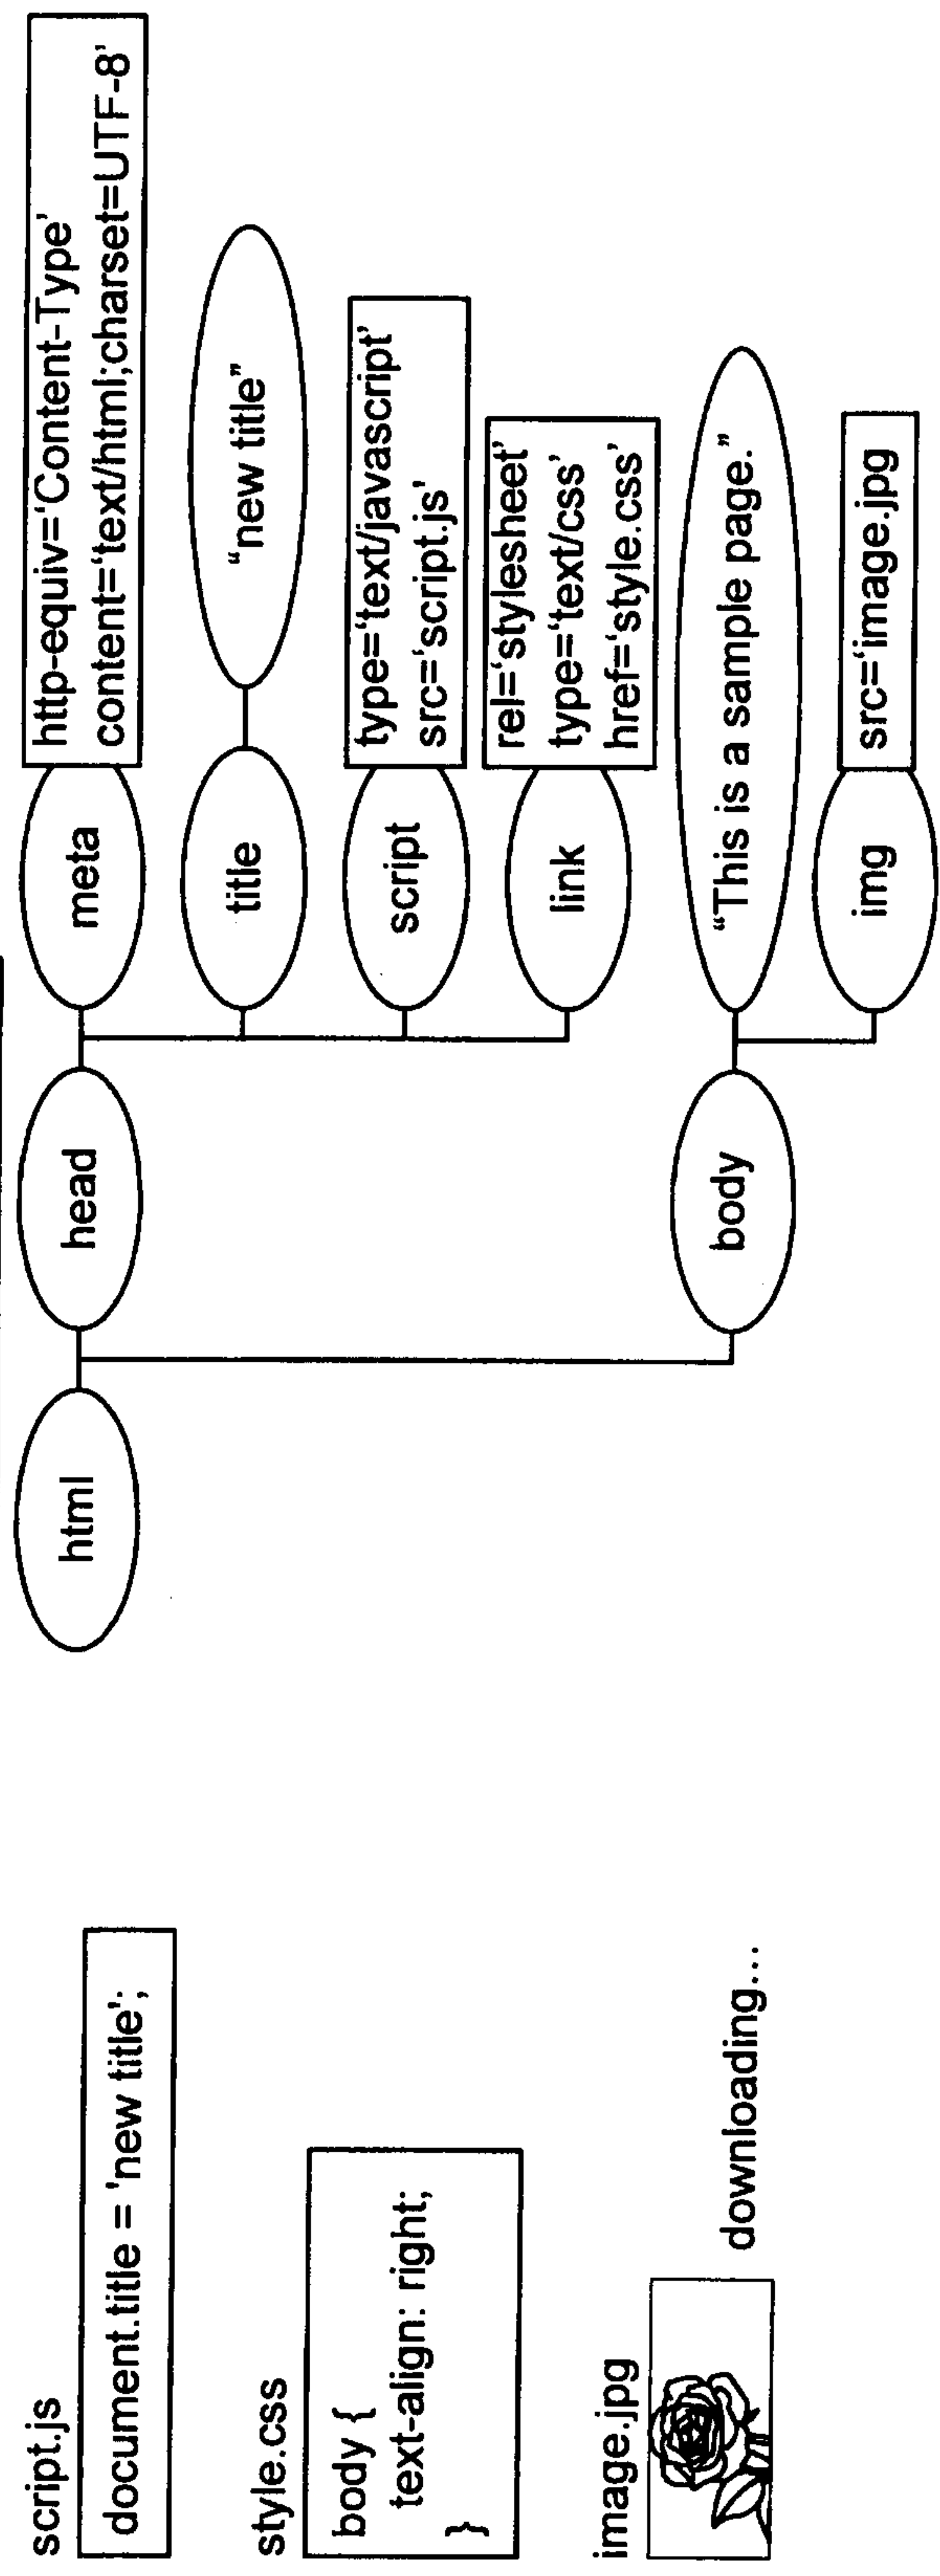 script.js
document.title = 'new title';
style.css
body {
text-align: right;
}
image.jpg
downloading...
html
head
meta
http-equiv=‘Content-Type’
content=‘text/html;charset=UTF-8’
title
“new title”
script
type=‘text/javascript’
src=‘script.js’
link
rel=‘stylesheet’
type=‘text/css’
href=‘style.css’
body
“This is a sample page.”
img
src=‘image.jpg